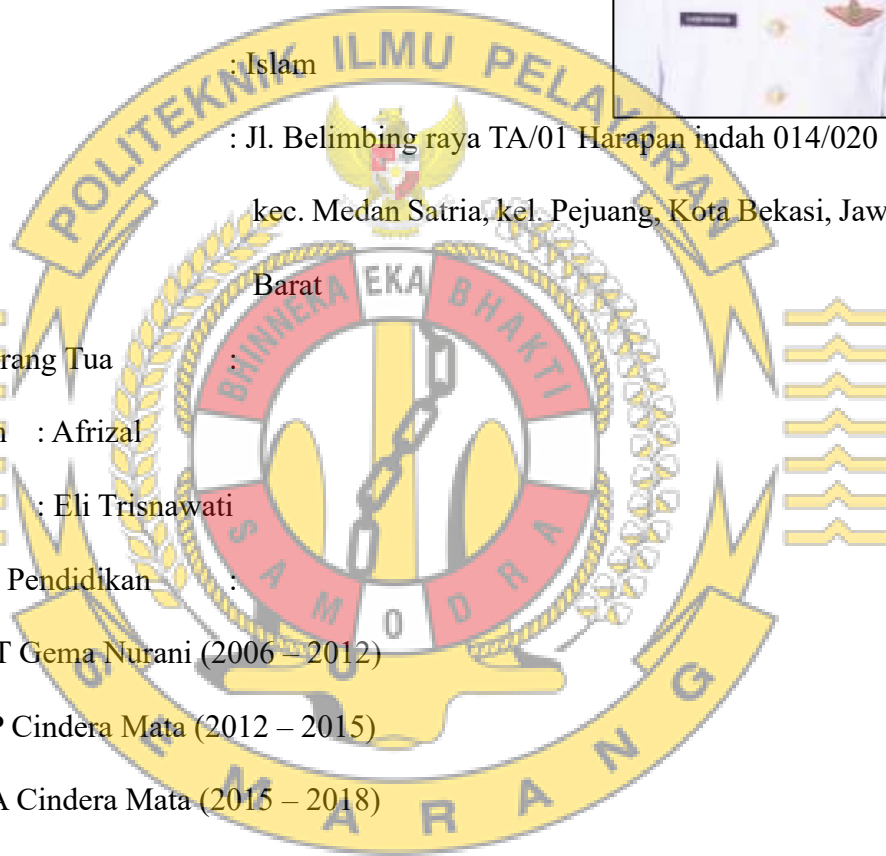 : Islam
: Jl. Belimbing raya TA/01 Harapan indah 014/020
kec. Medan Satria, kel. Pejuang, Kota Bekasi, Jaw
Barat
rang Tua :
: Afrizal
: Eli Trisnawati
Pendidikan :
T Gema Nurani (2006 – 2012)
P Cindera Mata (2012 – 2015)
A Cindera Mata (2015 – 2018)
POLITEKNIK ILMU PELAYARAN
BHINNEKA EKA BHAKTI
SAMODRA
SEMARANG